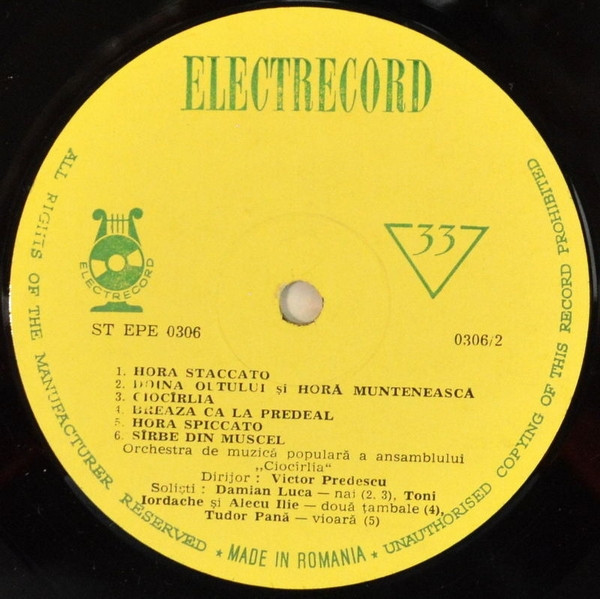 ELECTRECORD
ELECTRECORD
33
ST EPE 0306
0306/2
1. HORA STACCATO
2. DOINA OLTULUI și HORA MUNTENEASCĂ
3. CIOCÎRLIA
4. BREAZA CA LA PREDEAL
5. HORA SPICCATO
6. SÎRBE DIN MUSCEL
Orchestra de muzică populară a ansamblului
„Ciocîrlia”
Dirijor : Victor Predescu
Soliști : Damian Luca — nai (2. 3), Toni
Iordache și Alecu Ilie — două țambale (4),
Tudor Pană — vioară (5)
ALL RIGHTS OF THE MANUFACTURER RESERVED ★ MADE IN ROMANIA ★ UNAUTHORISED COPYING OF THIS RECORD PROHIBITED